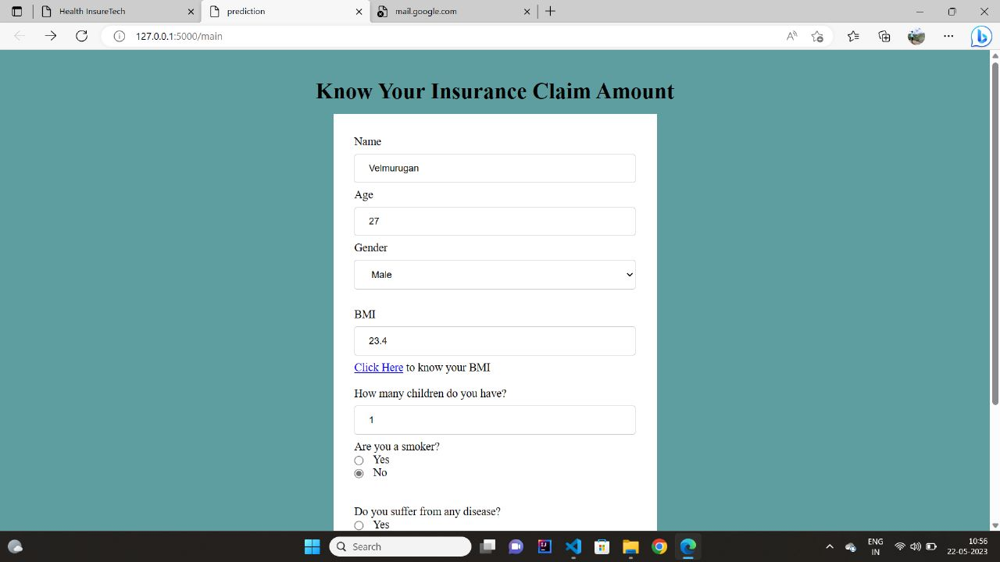 Health InsureTech
prediction
mail.google.com
127.0.0.1:5000/main
Know Your Insurance Claim Amount
Name
Velmurugan
Age
27
Gender
Male
BMI
23.4
Click Here to know your BMI
How many children do you have?
1
Are you a smoker?
Yes
No
Do you suffer from any disease?
Yes
Search
ENG
IN
10:56
22-05-2023